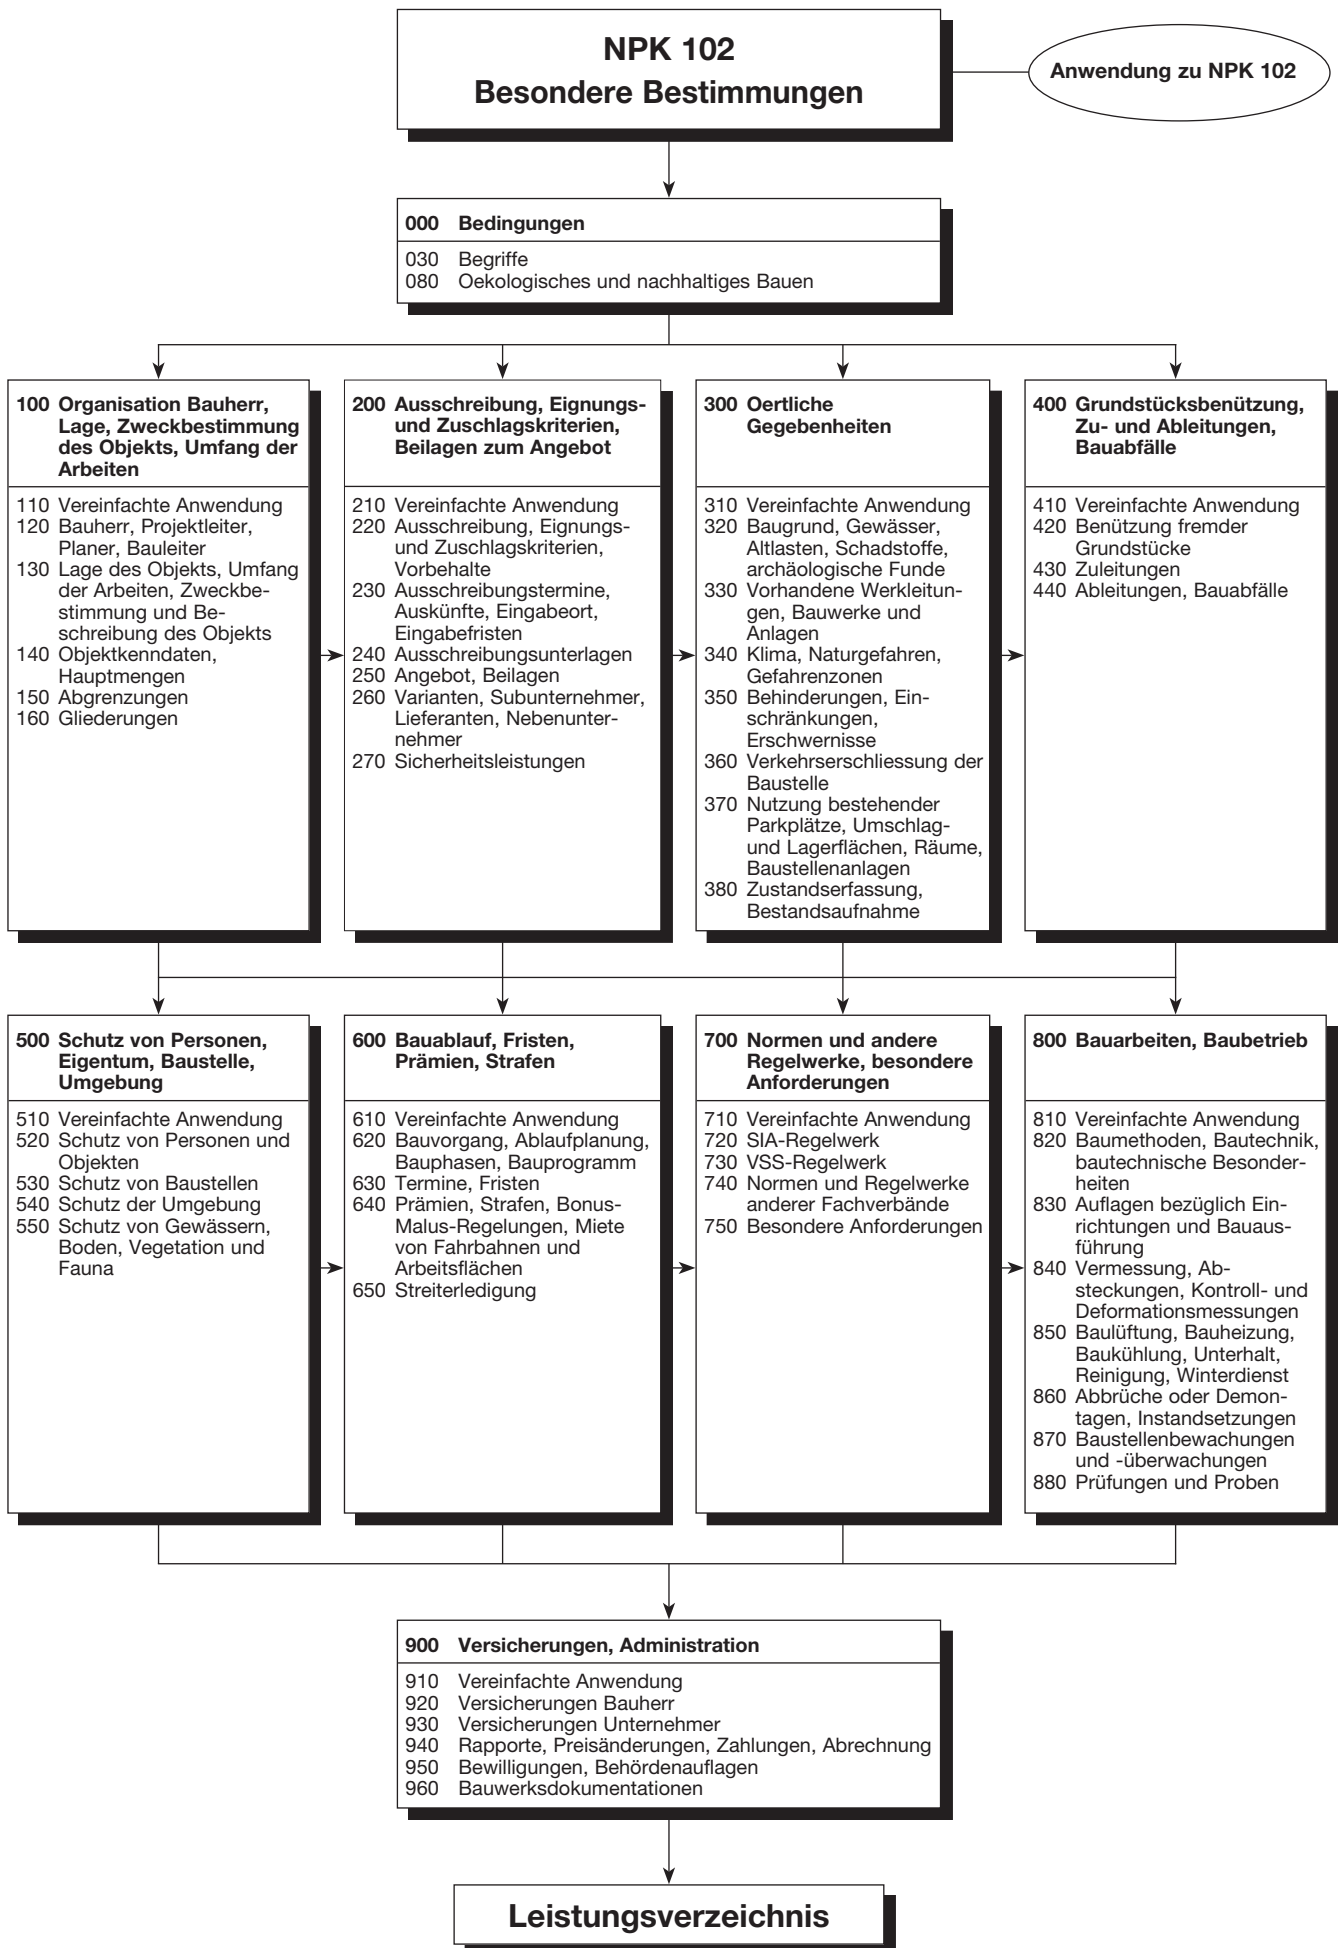 NPK 102
Besondere Bestimmungen
Anwendung zu NPK 102
000 Bedingungen
030 Begriffe
080 Oekologisches und nachhaltiges Bauen
100 Organisation Bauherr,
Lage, Zweckbestimmung
des Objekts, Umfang der
Arbeiten
110 Vereinfachte Anwendung
120 Bauherr, Projektleiter,
Planer, Bauleiter
130 Lage des Objekts, Umfang
der Arbeiten, Zweckbe-
stimmung und Be-
schreibung des Objekts
140 Objektkenndaten,
Hauptmengen
150 Abgrenzungen
160 Gliederungen
200 Ausschreibung, Eignungs-
und Zuschlagskriterien,
Beilagen zum Angebot
210 Vereinfachte Anwendung
220 Ausschreibung, Eignungs-
und Zuschlagskriterien,
Vorbehalte
230 Ausschreibungstermine,
Auskünfte, Eingabeort,
Eingabefristen
240 Ausschreibungsunterlagen
250 Angebot, Beilagen
260 Varianten, Subunternehmer,
Lieferanten, Nebenunter-
nehmer
270 Sicherheitsleistungen
300 Oertliche
Gegebenheiten
310 Vereinfachte Anwendung
320 Baugrund, Gewässer,
Altlasten, Schadstoffe,
archäologische Funde
330 Vorhandene Werkleitun-
gen, Bauwerke und
Anlagen
340 Klima, Naturgefahren,
Gefahrenzonen
350 Behinderungen, Ein-
schränkungen,
Erschwernisse
360 Verkehrserschliessung der
Baustelle
370 Nutzung bestehender
Parkplätze, Umschlag-
und Lagerflächen, Räume,
Baustellenanlagen
380 Zustandserfassung,
Bestandsaufnahme
400 Grundstücksbenützung,
Zu- und Ableitungen,
Bauabfälle
410 Vereinfachte Anwendung
420 Benützung fremder
Grundstücke
430 Zuleitungen
440 Ableitungen, Bauabfälle
500 Schutz von Personen,
Eigentum, Baustelle,
Umgebung
510 Vereinfachte Anwendung
520 Schutz von Personen und
Objekten
530 Schutz von Baustellen
540 Schutz der Umgebung
550 Schutz von Gewässern,
Boden, Vegetation und
Fauna
600 Bauablauf, Fristen,
Prämien, Strafen
610 Vereinfachte Anwendung
620 Bauvorgang, Ablaufplanung,
Bauphasen, Bauprogramm
630 Termine, Fristen
640 Prämien, Strafen, Bonus-
Malus-Regelungen, Miete
von Fahrbahnen und
Arbeitsflächen
650 Streiterledigung
700 Normen und andere
Regelwerke, besondere
Anforderungen
710 Vereinfachte Anwendung
720 SIA-Regelwerk
730 VSS-Regelwerk
740 Normen und Regelwerke
anderer Fachverbände
750 Besondere Anforderungen
800 Bauarbeiten, Baubetrieb
810 Vereinfachte Anwendung
820 Baumethoden, Bautechnik,
bautechnische Besonder-
heiten
830 Auflagen bezüglich Ein-
richtungen und Bauaus-
führung
840 Vermessung, Ab-
steckungen, Kontroll- und
Deformationsmessungen
850 Baulüftung, Bauheizung,
Baukühlung, Unterhalt,
Reinigung, Winterdienst
860 Abbrüche oder Demon-
tagen, Instandsetzungen
870 Baustellenbewachungen
und -überwachungen
880 Prüfungen und Proben
900 Versicherungen, Administration
910 Vereinfachte Anwendung
920 Versicherungen Bauherr
930 Versicherungen Unternehmer
940 Rapporte, Preisänderungen, Zahlungen, Abrechnung
950 Bewilligungen, Behördenauflagen
960 Bauwerksdokumentationen
Leistungsverzeichnis